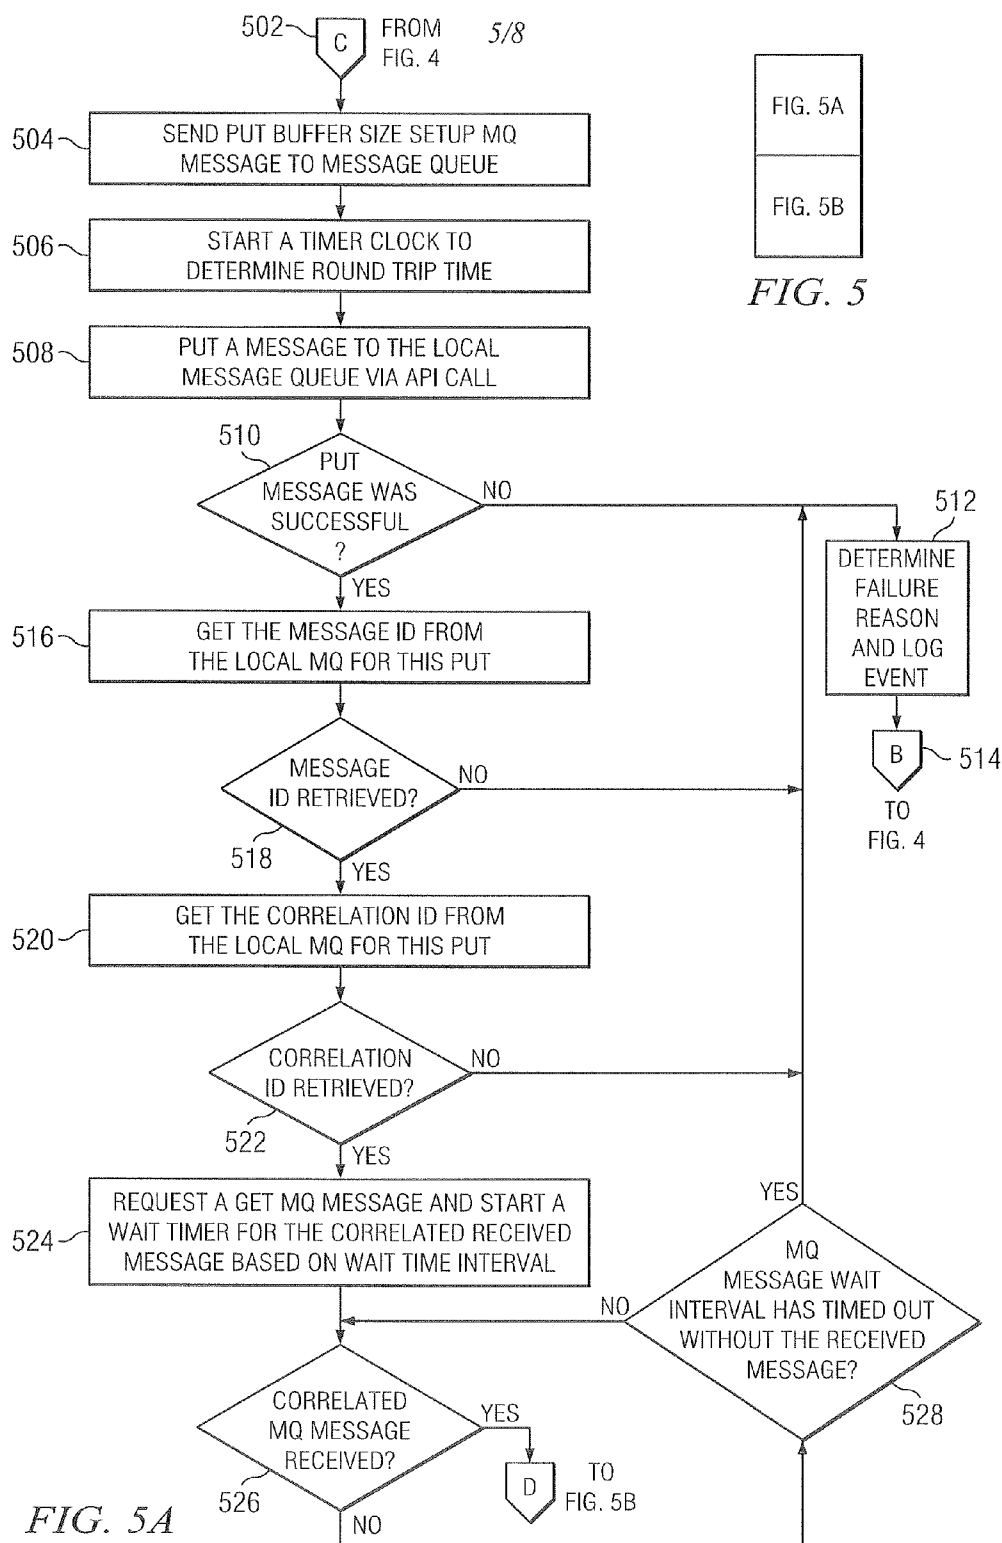 502
C
FROM
FIG. 4
5/8
504
SEND PUT BUFFER SIZE SETUP MQ
MESSAGE TO MESSAGE QUEUE
FIG. 5A
FIG. 5B
FIG. 5
506
START A TIMER CLOCK TO
DETERMINE ROUND TRIP TIME
508
PUT A MESSAGE TO THE LOCAL
MESSAGE QUEUE VIA API CALL
510
PUT
MESSAGE WAS
SUCCESSFUL
?
NO
YES
512
DETERMINE
FAILURE
REASON
AND LOG
EVENT
B
514
TO
FIG. 4
516
GET THE MESSAGE ID FROM
THE LOCAL MQ FOR THIS PUT
MESSAGE
ID RETRIEVED?
NO
518
YES
520
GET THE CORRELATION ID FROM
THE LOCAL MQ FOR THIS PUT
CORRELATION
ID RETRIEVED?
NO
522
YES
524
REQUEST A GET MQ MESSAGE AND START A
WAIT TIMER FOR THE CORRELATED RECEIVED
MESSAGE BASED ON WAIT TIME INTERVAL
YES
MQ
MESSAGE WAIT
INTERVAL HAS TIMED OUT
WITHOUT THE RECEIVED
MESSAGE?
NO
528
CORRELATED
MQ MESSAGE
RECEIVED?
YES
526
D
TO
FIG. 5B
NO
FIG. 5A